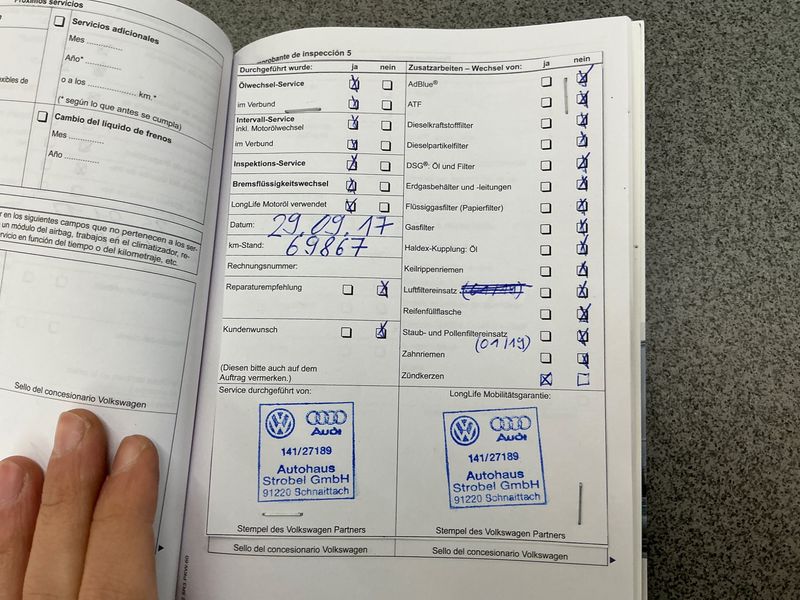 Próximos servicios
Servicios adicionales
Mes ..............
Año* ..............
o a los .............. km.*
(* según lo que antes se cumpla)
Cambio del líquido de frenos
Mes ..............
Año ..............
en los siguientes campos que no pertenecen a los ser-
un módulo del airbag, trabajos en el climatizador, re-
servicio en función del tiempo o del kilometraje, etc.
Sello del concesionario Volkswagen
probante de inspección 5
Durchgeführt wurde: ja nein
Ölwechsel-Service
im Verbund
Intervall-Service
inkl. Motorölwechsel
im Verbund
Inspektions-Service
Bremsflüssigkeitswechsel
LongLife Motoröl verwendet
Datum: 29.09.17
km-Stand: 69867
Rechnungsnummer:
Reparaturempfehlung
Kundenwunsch
(Diesen bitte auch auf dem
Auftrag vermerken.)
Zusatzarbeiten – Wechsel von: ja nein
AdBlue®
ATF
Dieselkraftstofffilter
Dieselpartikelfilter
DSG®: Öl und Filter
Erdgasbehälter und -leitungen
Flüssiggasfilter (Papierfilter)
Gasfilter
Haldex-Kupplung: Öl
Keilrippenriemen
Luftfiltereinsatz
Reifenfüllflasche
Staub- und Pollenfiltereinsatz
(01/19)
Zahnriemen
Zündkerzen
Service durchgeführt von:
Audi
141/27189
Autohaus
Strobel GmbH
91220 Schnaittach
Stempel des Volkswagen Partners
Sello del concesionario Volkswagen
LongLife Mobilitätsgarantie:
Audi
141/27189
Autohaus
Strobel GmbH
91220 Schnaittach
Stempel des Volkswagen Partners
Sello del concesionario Volkswagen